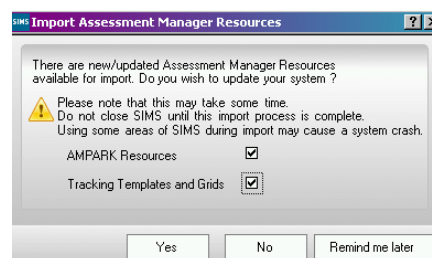 SIMS Import Assessment Manager Resources
There are new/updated Assessment Manager Resources
available for import. Do you wish to update your system ?
Please note that this may take some time.
Do not close SIMS until this import process is complete.
Using some areas of SIMS during import may cause a system crash.
AMPARK Resources
Tracking Templates and Grids
Yes No Remind me later